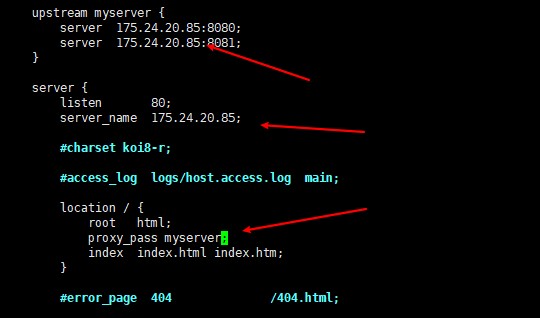 upstream myserver {
server 175.24.20.85:8080;
server 175.24.20.85:8081;
}
server {
listen 80;
server_name 175.24.20.85;
#charset koi8-r;
#access_log logs/host.access.log main;
location / {
root html;
proxy_pass myserver;
index index.html index.htm;
}
#error_page 404 /404.html;